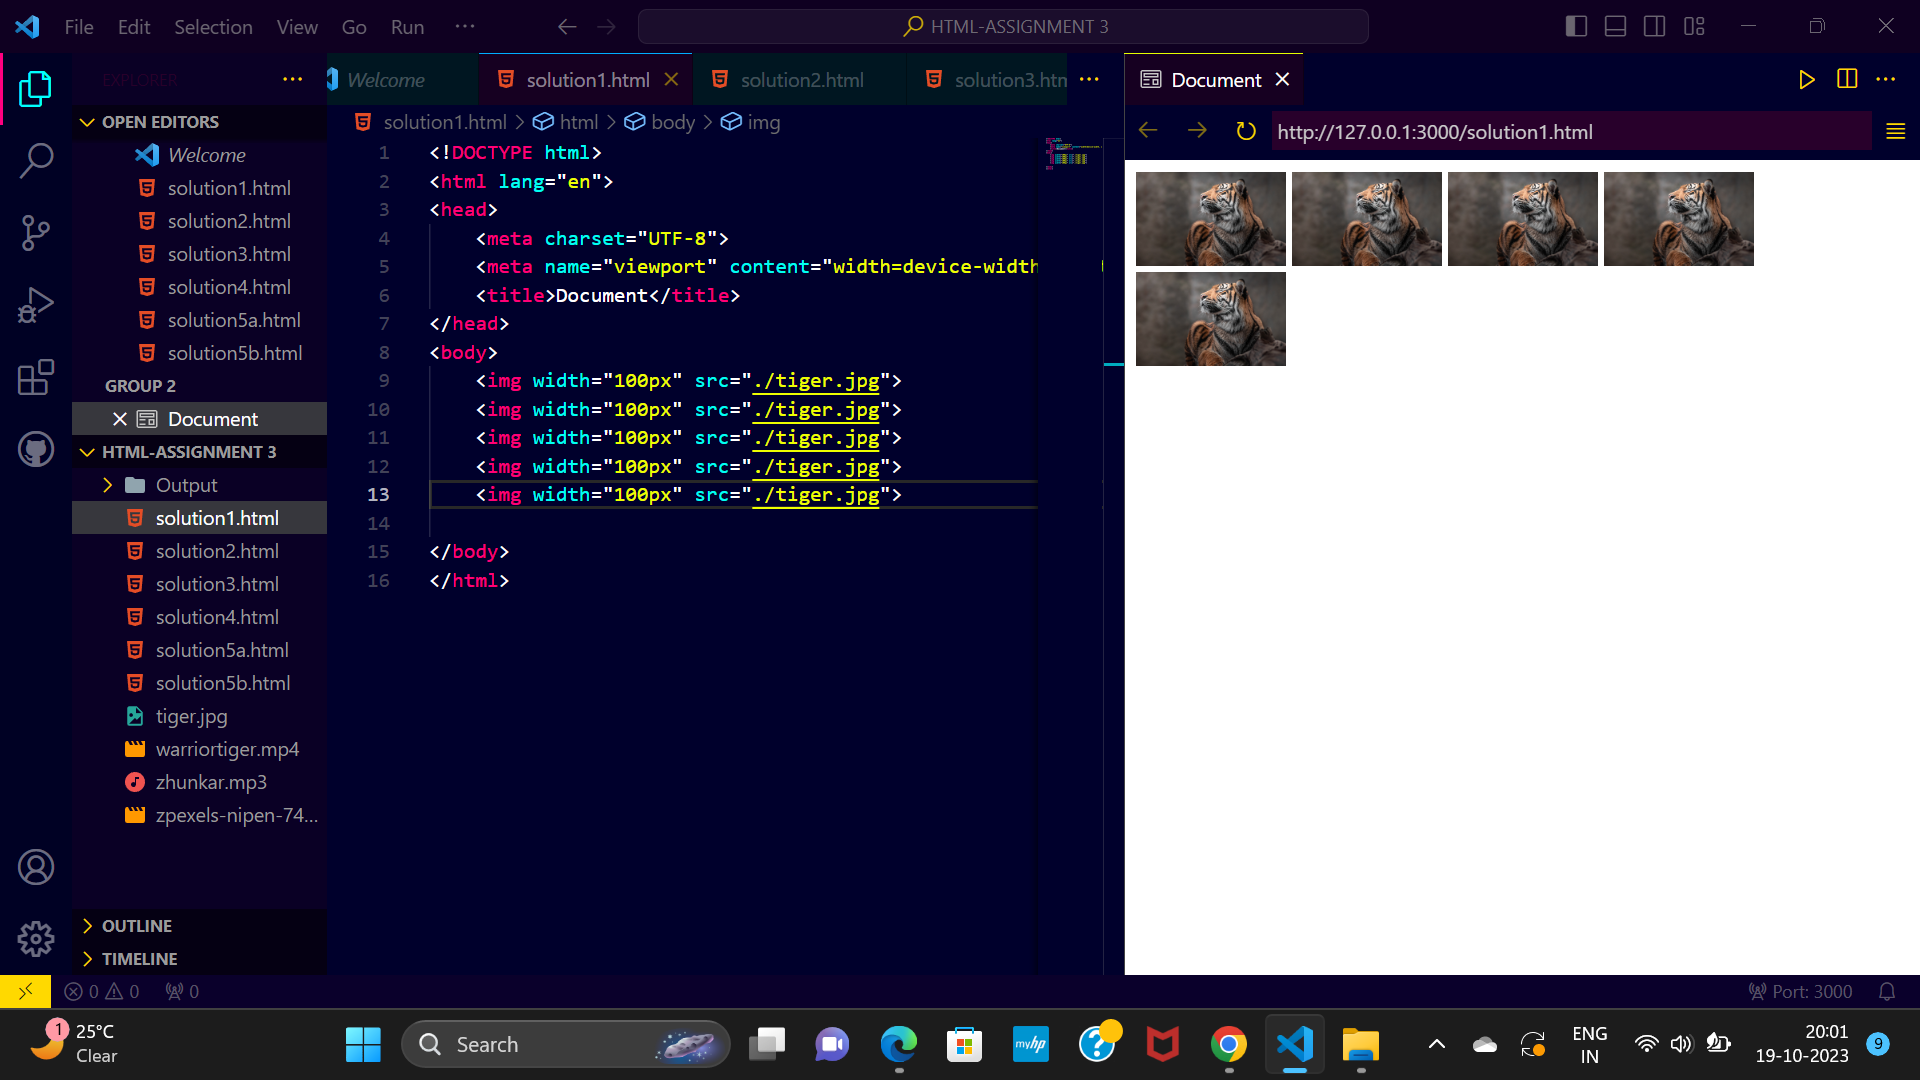 File Edit Selection View Go Run ··· HTML-ASSIGNMENT 3
EXPLORER ···
OPEN EDITORS
Welcome
solution1.html
solution2.html
solution3.html
solution4.html
solution5a.html
solution5b.html
GROUP 2
Document
HTML-ASSIGNMENT 3
Output
solution1.html
solution2.html
solution3.html
solution4.html
solution5a.html
solution5b.html
tiger.jpg
warriortiger.mp4
zhunkar.mp3
zpexels-nipen-74...
OUTLINE
TIMELINE
Welcome solution1.html solution2.html solution3.htm ···
solution1.html > html > body > img
1 <!DOCTYPE html>
2 <html lang="en">
3 <head>
4 <meta charset="UTF-8">
5 <meta name="viewport" content="width=device-width
6 <title>Document</title>
7 </head>
8 <body>
9 <img width="100px" src="./tiger.jpg">
10 <img width="100px" src="./tiger.jpg">
11 <img width="100px" src="./tiger.jpg">
12 <img width="100px" src="./tiger.jpg">
13 <img width="100px" src="./tiger.jpg">
14
15 </body>
16 </html>
Document
http://127.0.0.1:3000/solution1.html
0 0 0 Port: 3000
1 25°C
Clear
Search
myhp
ENG
IN
20:01
19-10-2023
9